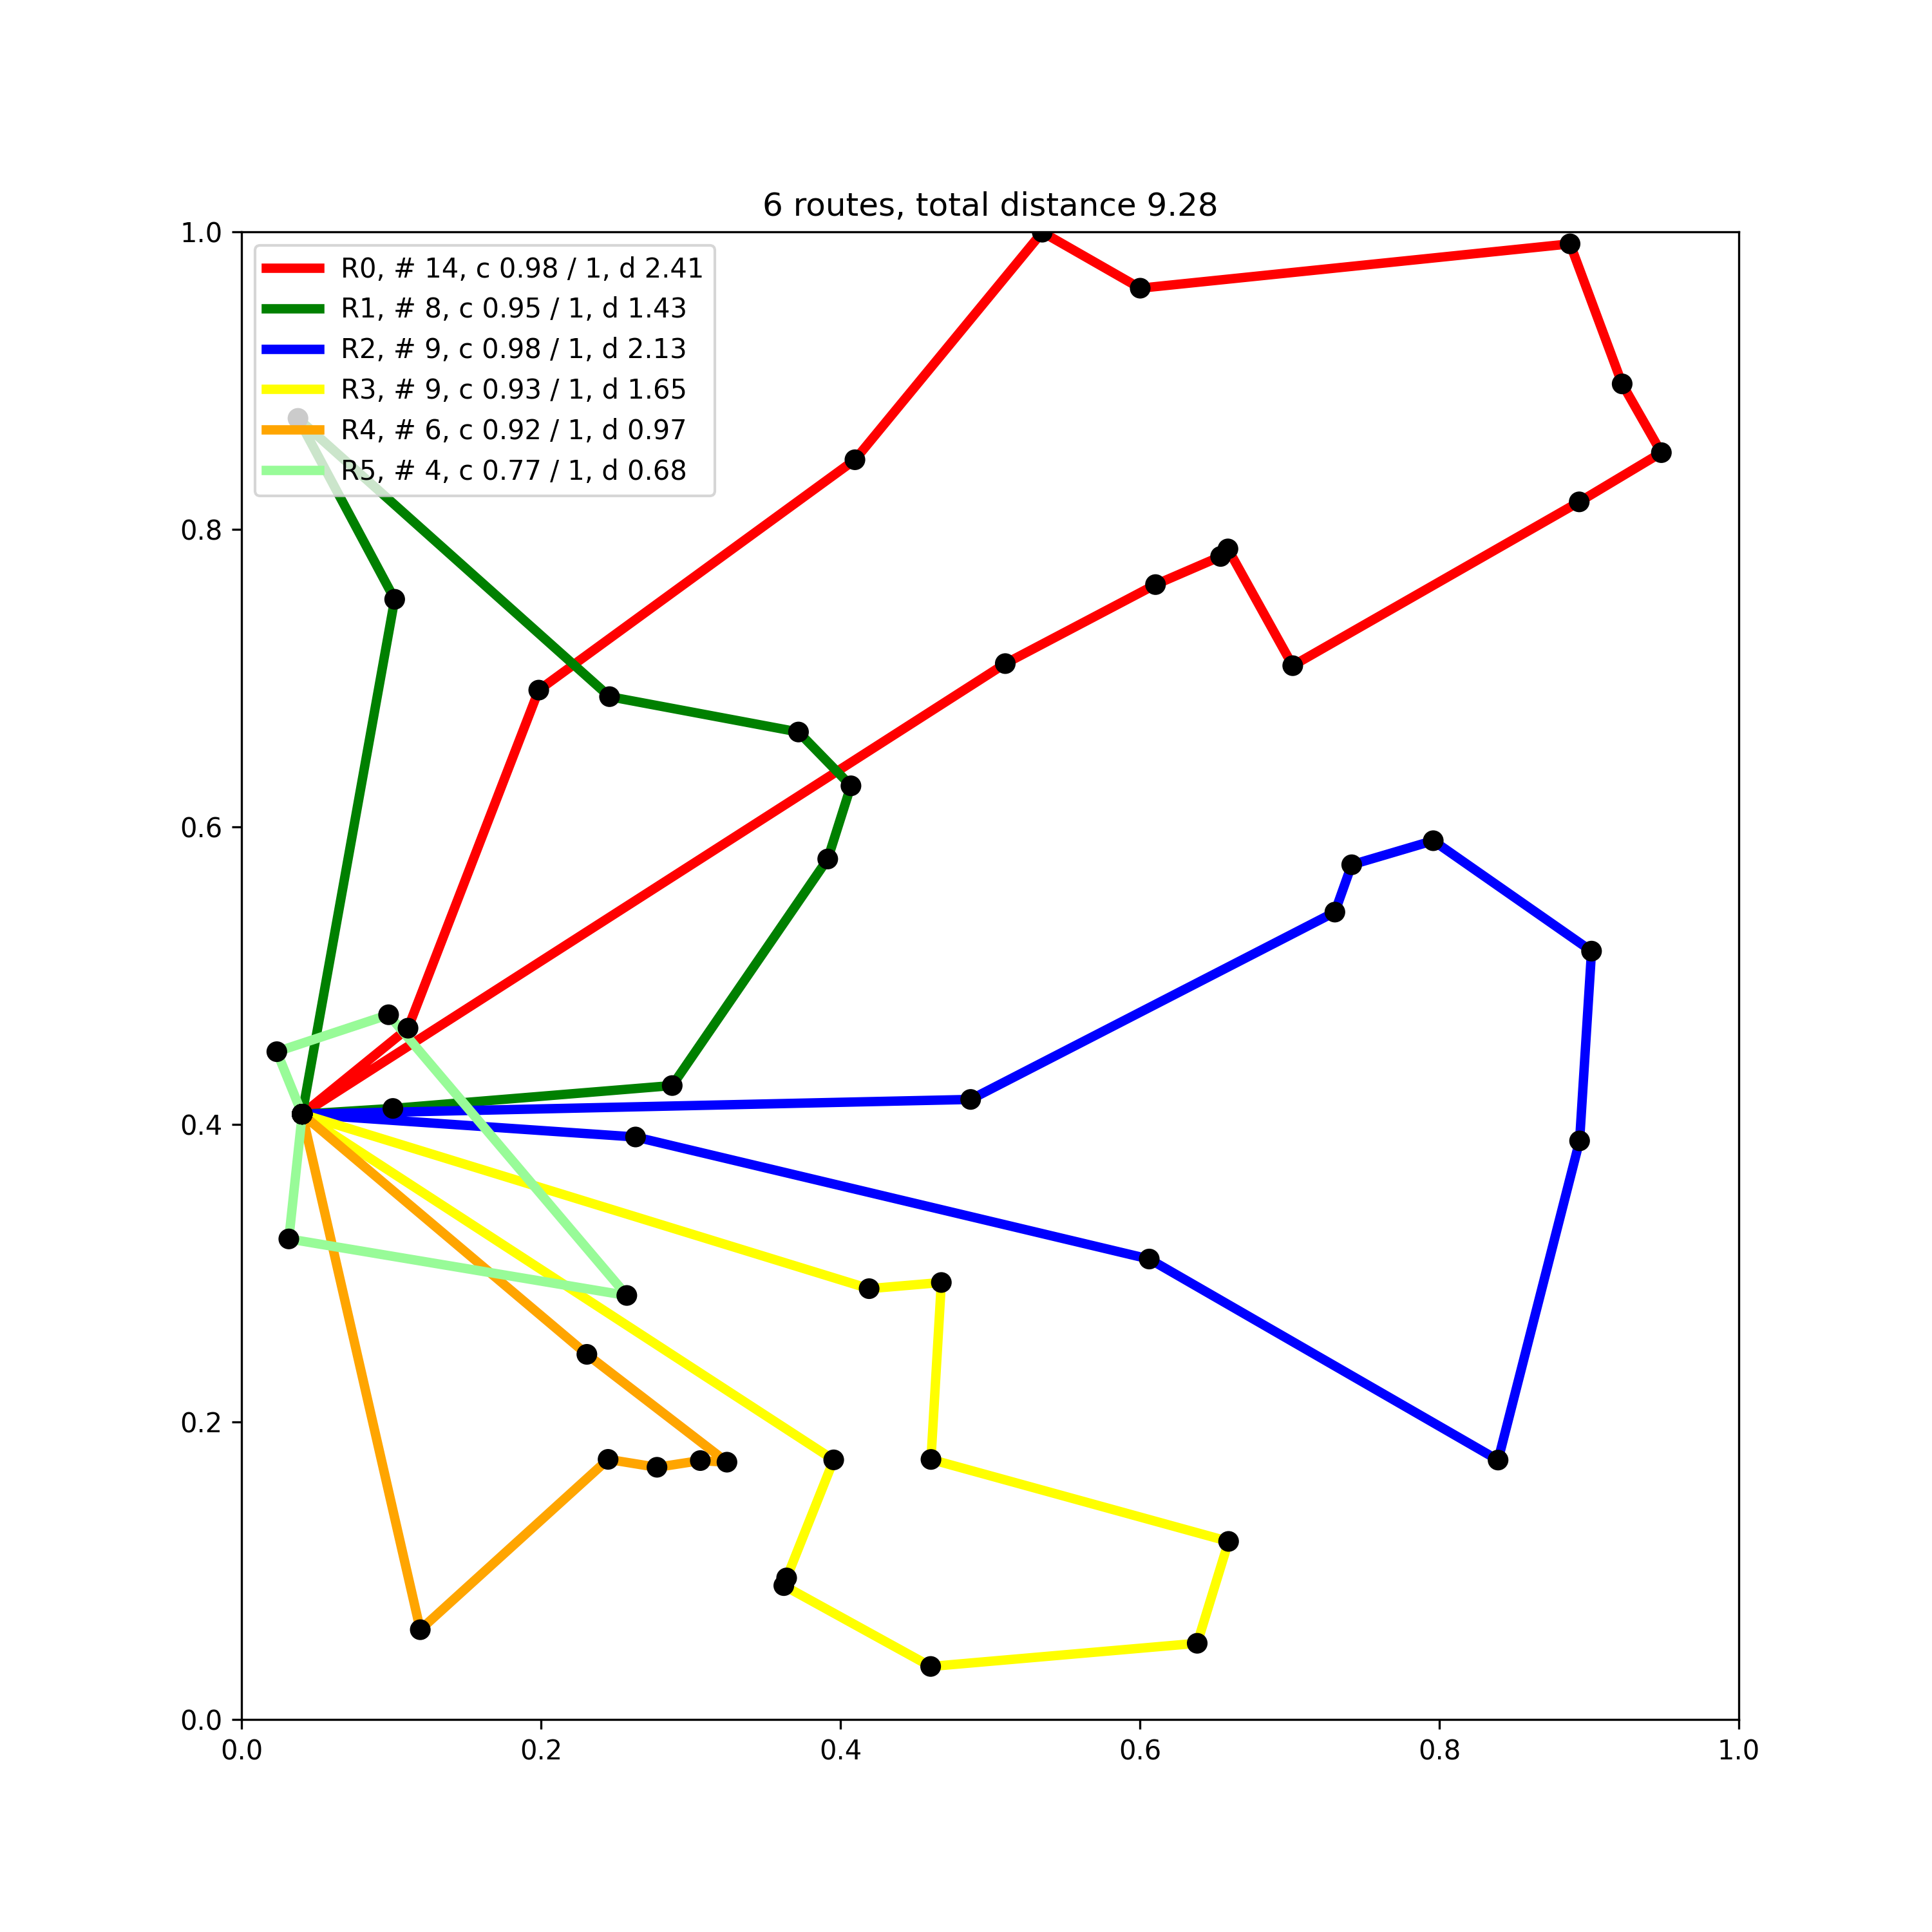 6 routes, total distance 9.28
1.0
R0, # 14, c 0.98 / 1, d 2.41
R1, # 8, c 0.95 / 1, d 1.43
R2, # 9, c 0.98 / 1, d 2.13
R3, # 9, c 0.93 / 1, d 1.65
R4, # 6, c 0.92 / 1, d 0.97
R5, # 4, c 0.77 / 1, d 0.68
0.8
0.6
0.4
0.2
0.0
0.0 0.2 0.4 0.6 0.8 1.0